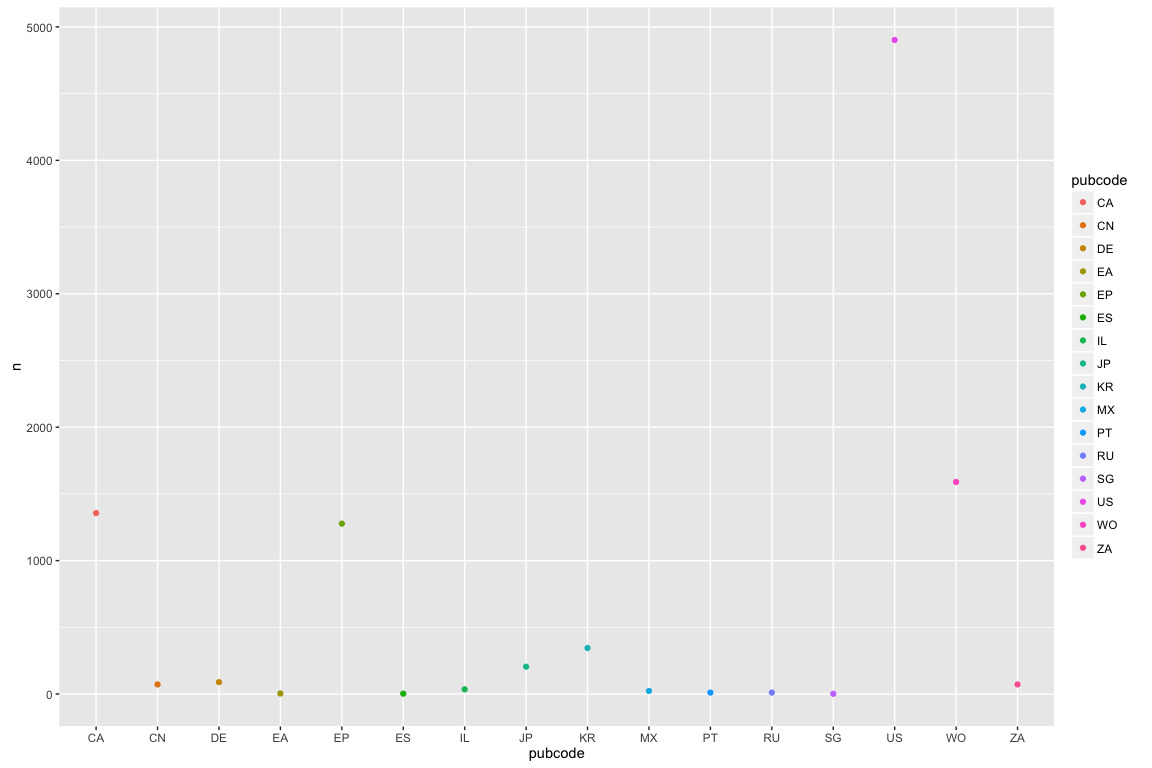 5000
4000
3000
2000
1000
0
n
CA CN DE EA EP ES IL JP KR MX PT RU SG US WO ZA
pubcode
pubcode
CA
CN
DE
EA
EP
ES
IL
JP
KR
MX
PT
RU
SG
US
WO
ZA